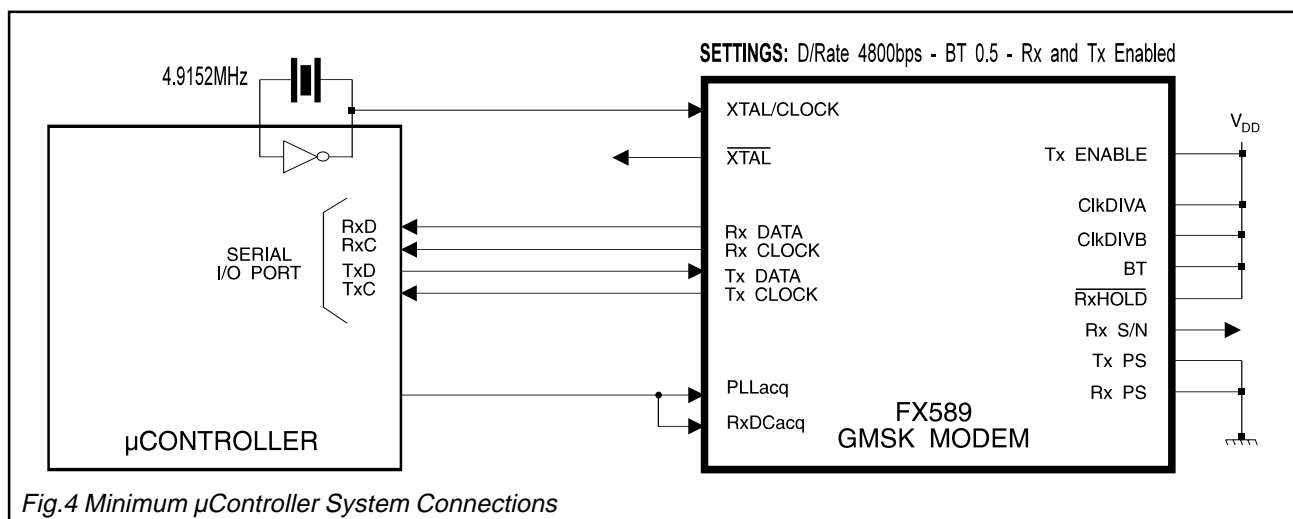 SETTINGS: D/Rate 4800bps - BT 0.5 - Rx and Tx Enabled
4.9152MHz
XTAL/CLOCK
XTAL
VDD
Tx ENABLE
ClkDIVA
ClkDIVB
BT
RxHOLD
Rx S/N
Tx PS
Rx PS
SERIAL
I/O PORT
RxD
RxC
TxD
TxC
Rx DATA
Rx CLOCK
Tx DATA
Tx CLOCK
PLLacq
RxDCacq
FX589
GMSK MODEM
µCONTROLLER
Fig.4 Minimum µController System Connections